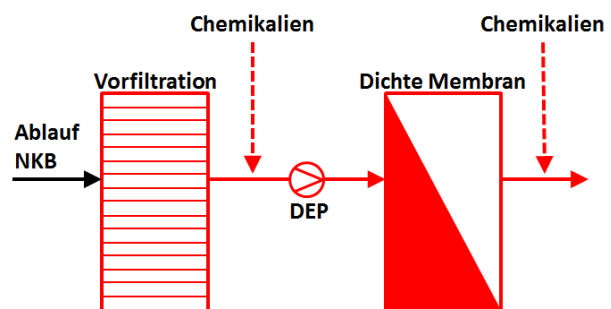 Chemikalien
Chemikalien
Vorfiltration
Dichte Membran
Ablauf
NKB
DEP